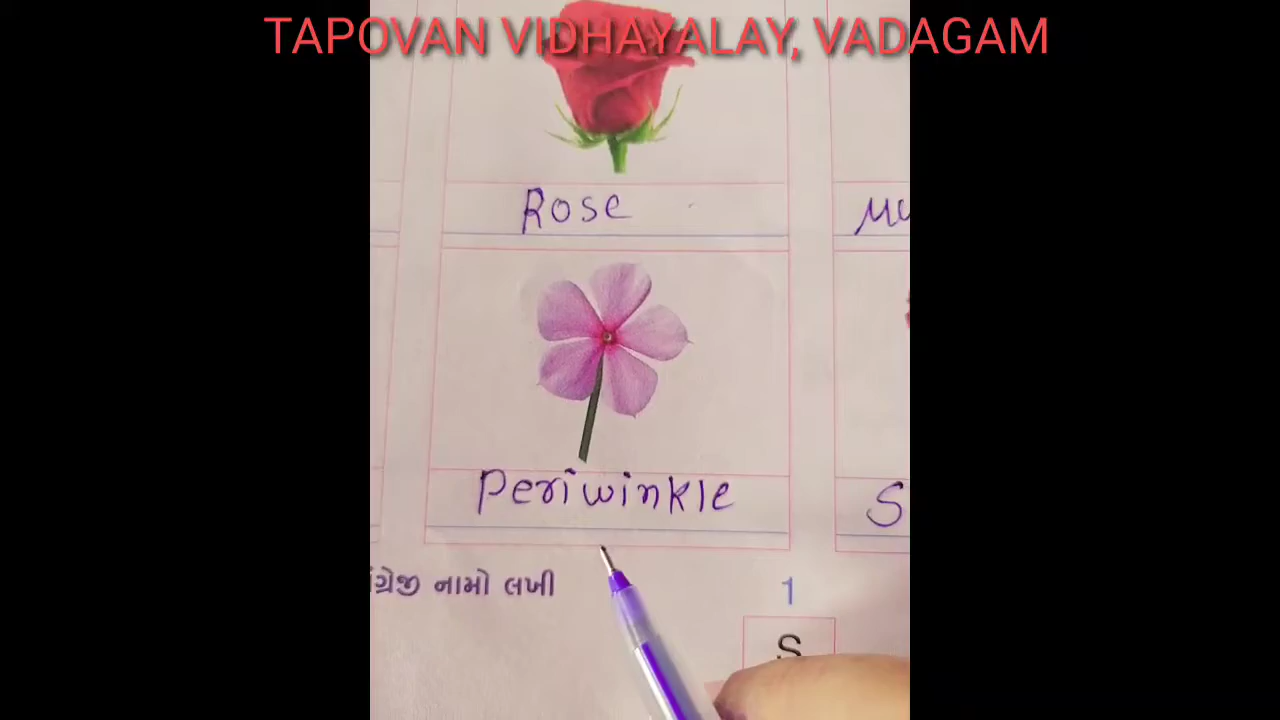 TAPOVAN VIDHAYALAY, VADAGAM
Rose
Periwinkle
નામો લખી
1
S